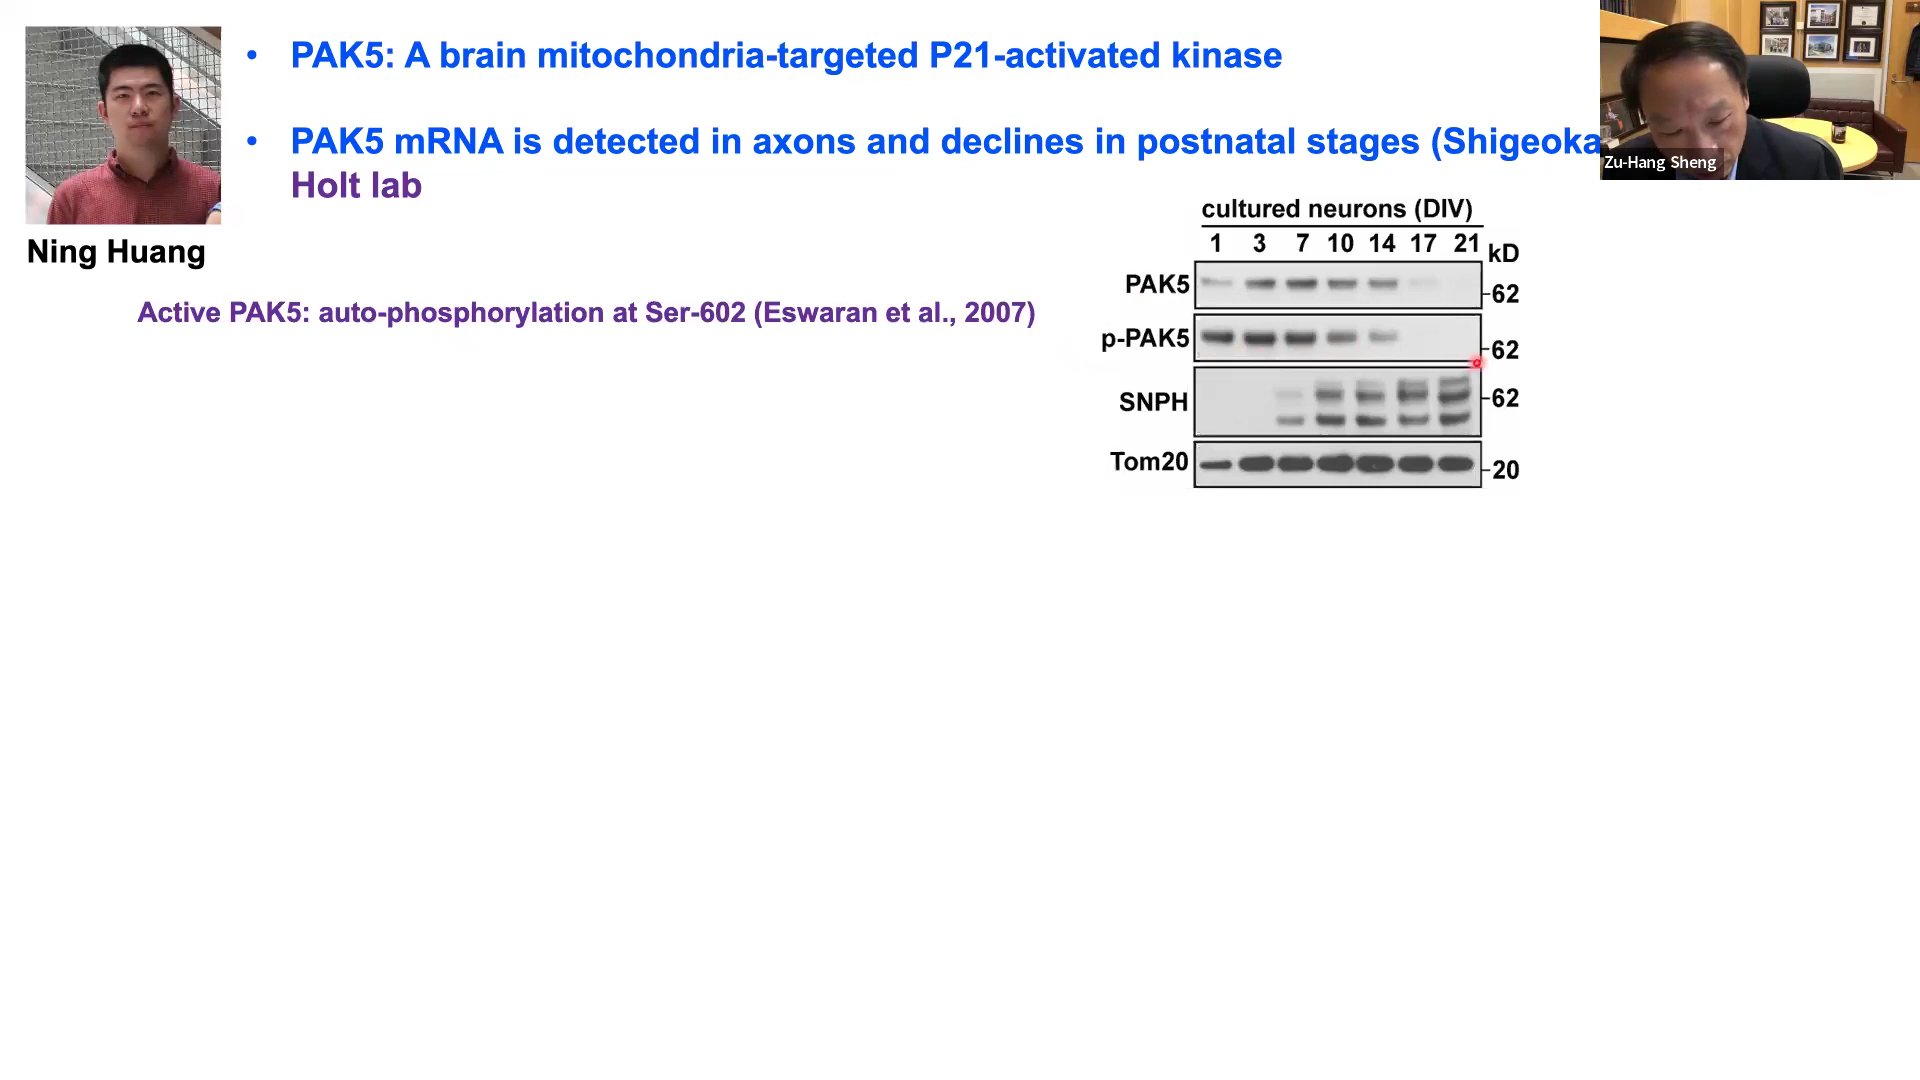 • PAK5: A brain mitochondria-targeted P21-activated kinase
• PAK5 mRNA is detected in axons and declines in postnatal stages (Shigeoka
Holt lab
Zu-Hang Sheng
Ning Huang
Active PAK5: auto-phosphorylation at Ser-602 (Eswaran et al., 2007)
cultured neurons (DIV)
1 3 7 10 14 17 21 kD
PAK5 -62
p-PAK5 -62
SNPH -62
Tom20 -20